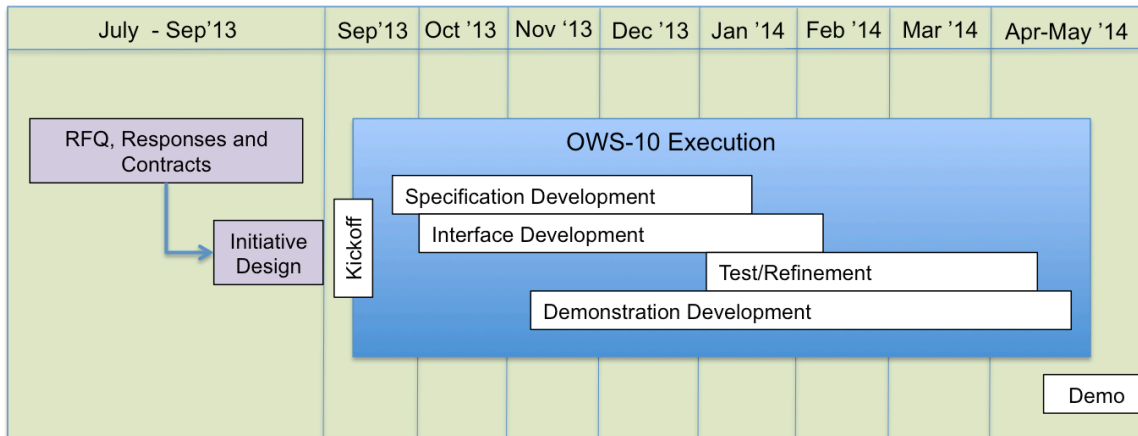 July - Sep'13
Sep'13
Oct '13
Nov '13
Dec '13
Jan '14
Feb '14
Mar '14
Apr-May '14
RFQ, Responses and
Contracts
OWS-10 Execution
Specification Development
Kickoff
Interface Development
Initiative
Design
Test/Refinement
Demonstration Development
Demo